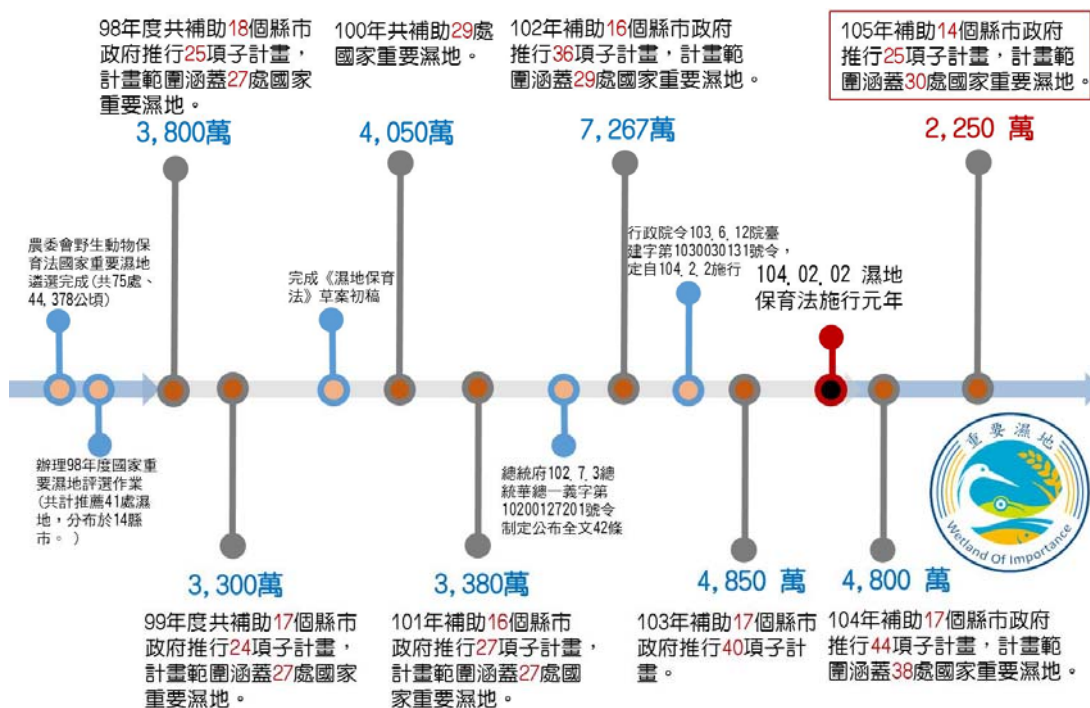 98年度共補助18個縣市
政府推行25項子計畫，
計畫範圍涵蓋27處國家
重要濕地。
3,800萬
100年共補助29處
國家重要濕地。
4,050萬
102年補助16個縣市政府
推行36項子計畫，計畫範
圍涵蓋29處國家重要濕地。
7,267萬
105年補助14個縣市政府
推行25項子計畫，計畫範
圍涵蓋30處國家重要濕地。
2,250 萬
農委會野生動物保
育法國家重要濕地
遴選完成(共75處、
44,378公頃)
完成《濕地保育
法》草案初稿
行政院令103.6.12院臺
建字第1030030131號令，
定自104.2.2施行
104.02.02 濕地
保育法施行元年
辦理98年度國家重
要濕地評選作業
(共計推薦41處濕
地，分布於14縣
市。 )
總統府102.7.3總
統華總一義字第
10200127201號令
制定公布全文42條
重要濕地
Wetland Of Importance
3,300萬
99年度共補助17個縣市
政府推行24項子計畫，
計畫範圍涵蓋27處國家
重要濕地。
3,380萬
101年補助16個縣市
政府推行27項子計畫，
計畫範圍涵蓋27處國
家重要濕地。
4,850 萬
103年補助17個縣市
政府推行40項子計
畫。
4,800 萬
104年補助17個縣市政府
推行44項子計畫，計畫範
圍涵蓋38處國家重要濕地。